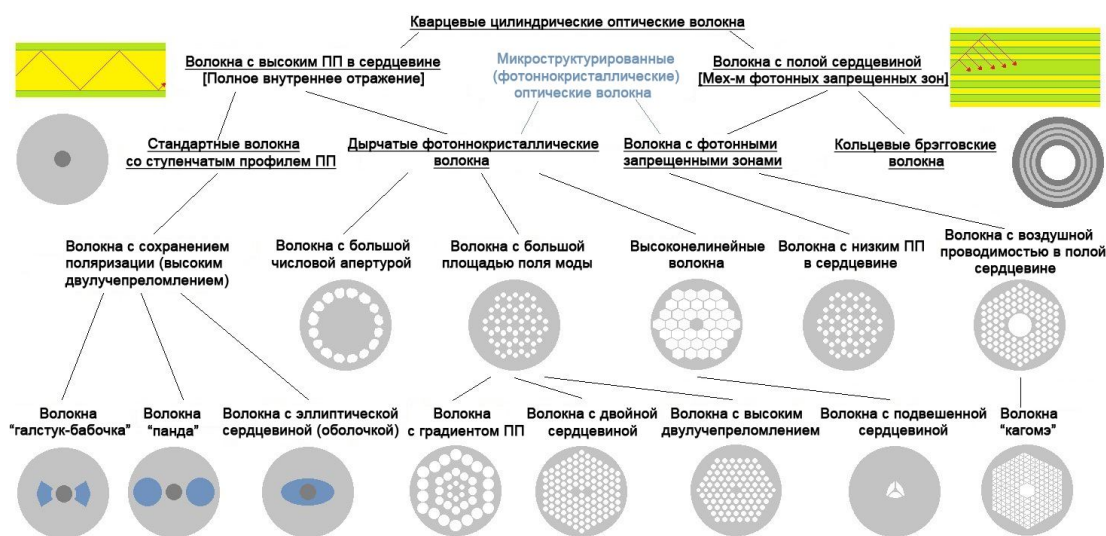 Кварцевые цилиндрические оптические волокна
Волокна с высоким ПП в сердцевине
[Полное внутреннее отражение]
Микроструктурированные
(фотоннокристаллические)
оптические волокна
Волокна с полой сердцевиной
[Мех-м фотонных запрещенных зон]
Стандартные волокна
со ступенчатым профилем ПП
Дырчатые фотоннокристаллические
волокна
Волокна с фотонными
запрещенными зонами
Кольцевые брэгговские
волокна
Волокна с сохранением
поляризации (высоким
двулучепреломлением)
Волокна с большой
числовой апертурой
Волокна с большой
площадью поля моды
Высоконелинейные
волокна
Волокна с низким ПП
в сердцевине
Волокна с воздушной
проводимостью в полой
сердцевине
Волокна
“галстук-бабочка”
Волокна
“панда”
Волокна с эллиптической
сердцевиной (оболочкой)
Волокна
с градиентом ПП
Волокна с двойной
сердцевиной
Волокна с высоким
двулучепреломлением
Волокна с подвешенной
сердцевиной
Волокна
“кагомэ”